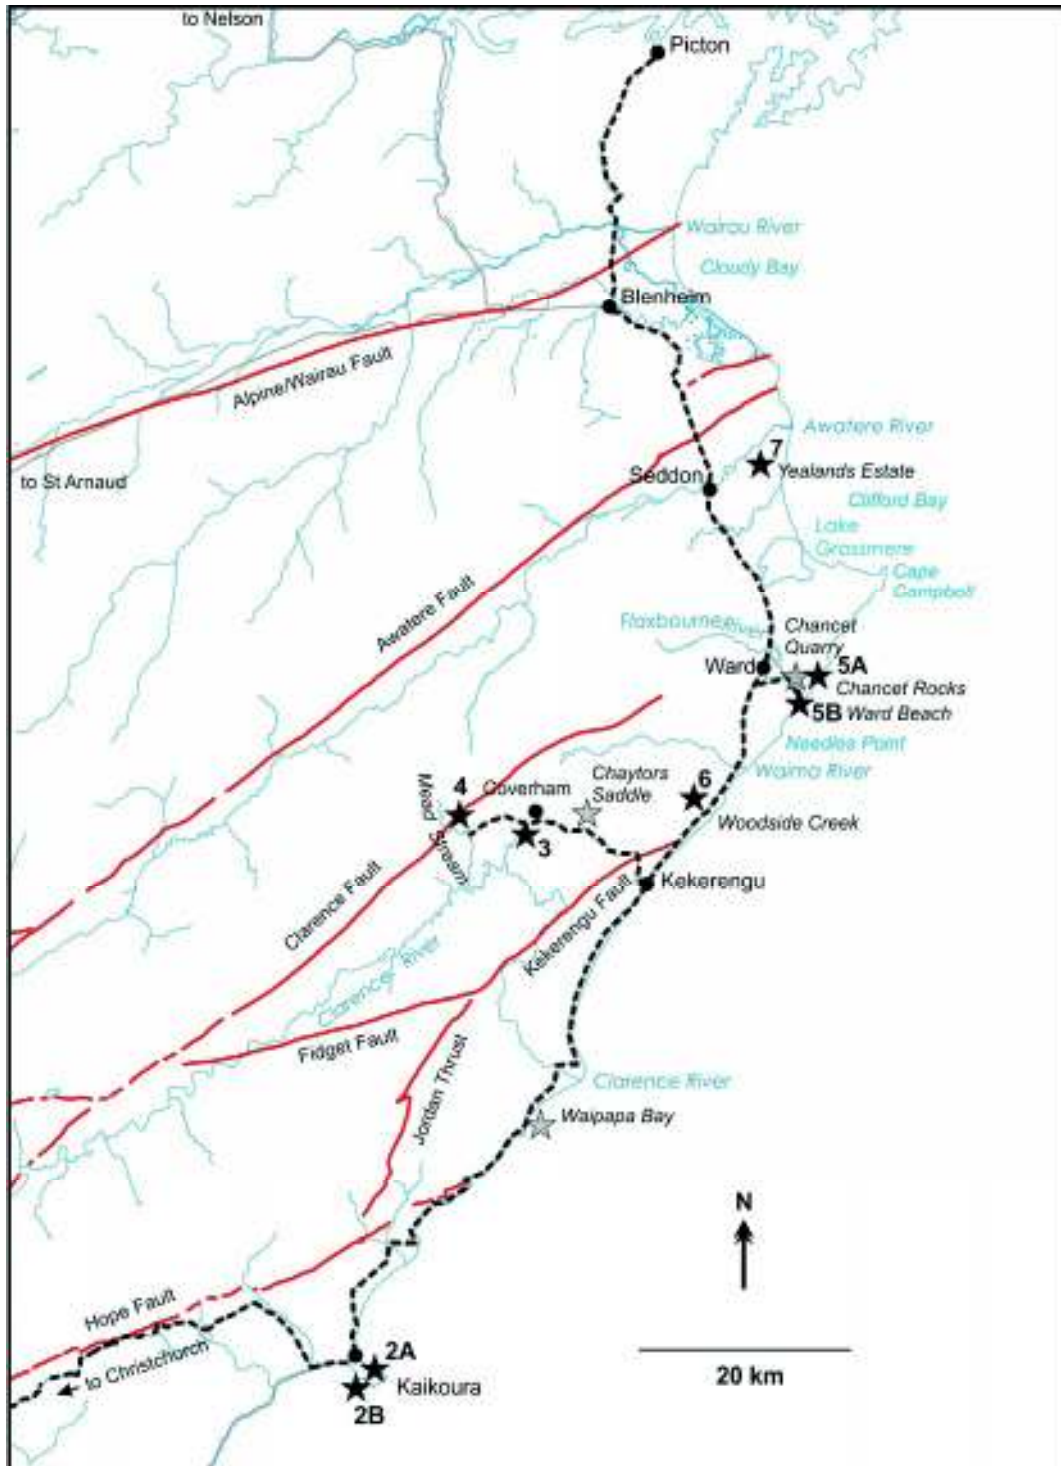 to Nelson
Picton
Wairau River
Cloudy Bay
Blenheim
Alpine/Wairau Fault
to St Arnaud
Awatere River
7
Yealands Estate
Seddon
Clifford Bay
Lake
Grassmere
Cape
Campbell
Awatere Fault
Flaxbourne River
Chancet
Quarry
Ward
5A
Chancet Rocks
5B Ward Beach
Needles Point
Waima River
4
Coverham
Chaytors
Saddle
6
Mead Stream
3
Woodside Creek
Kekerengu
Clarence Fault
Kekerengu Fault
Clarence River
Fidget Fault
Jordan Thrust
Clarence River
Waipapa Bay
N
Hope Fault
to Christchurch
2A
Kaikoura
2B
20 km